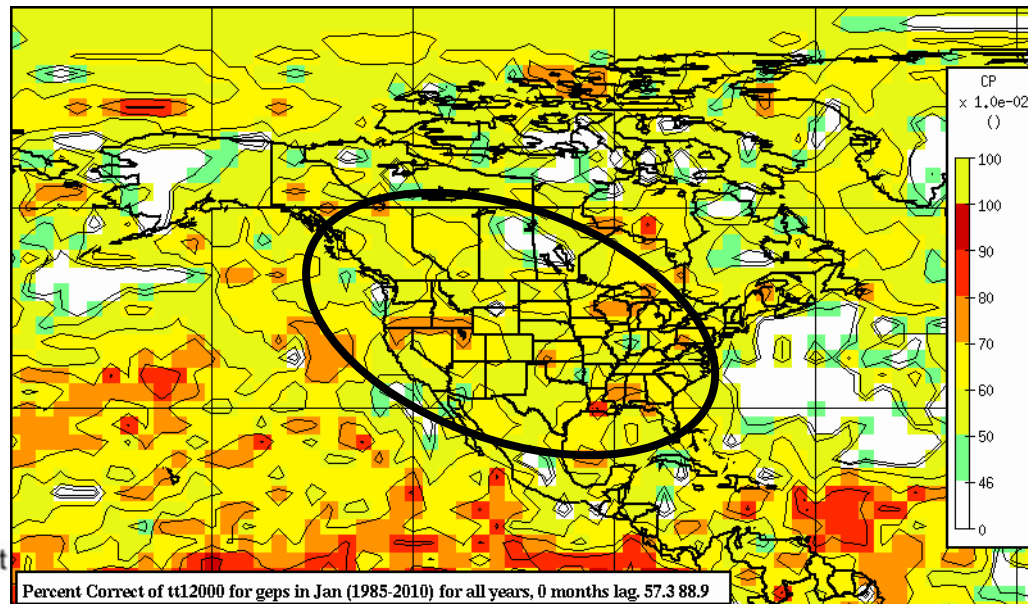 CP
x 1.0e-02
()
100
100
90
80
70
60
50
46
0
t
Percent Correct of tt12000 for geps in Jan (1985-2010) for all years, 0 months lag. 57.3 88.9